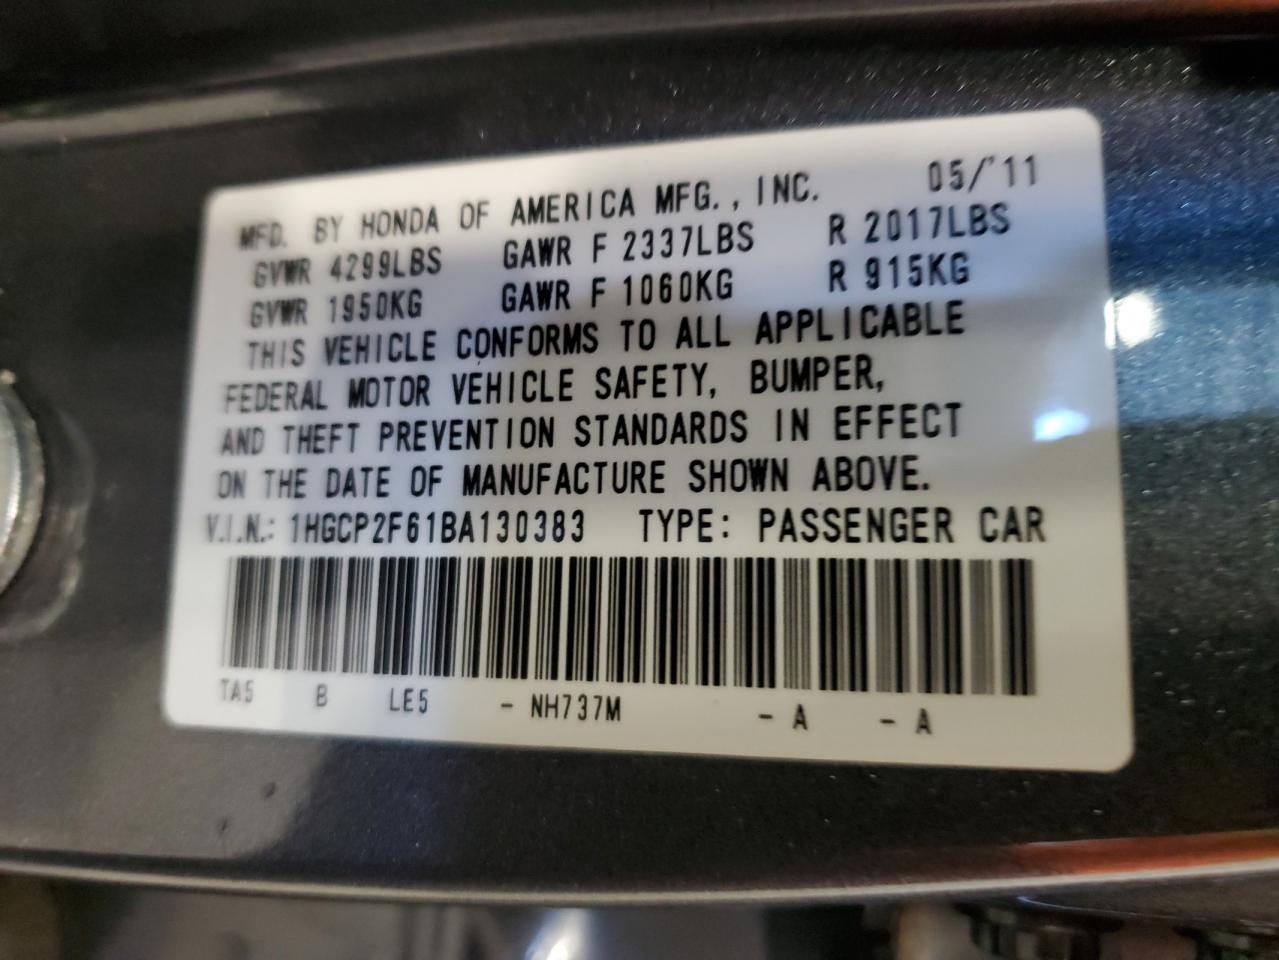 MFD. BY HONDA OF AMERICA MFG., INC. 05/'11
GVWR 4299LBS GAWR F 2337LBS R 2017LBS
GVWR 1950KG GAWR F 1060KG R 915KG
THIS VEHICLE CONFORMS TO ALL APPLICABLE
FEDERAL MOTOR VEHICLE SAFETY, BUMPER,
AND THEFT PREVENTION STANDARDS IN EFFECT
ON THE DATE OF MANUFACTURE SHOWN ABOVE.
V.I.N.: 1HGCP2F61BA130383 TYPE: PASSENGER CAR
TA5 B LE5 - NH737M - A - A